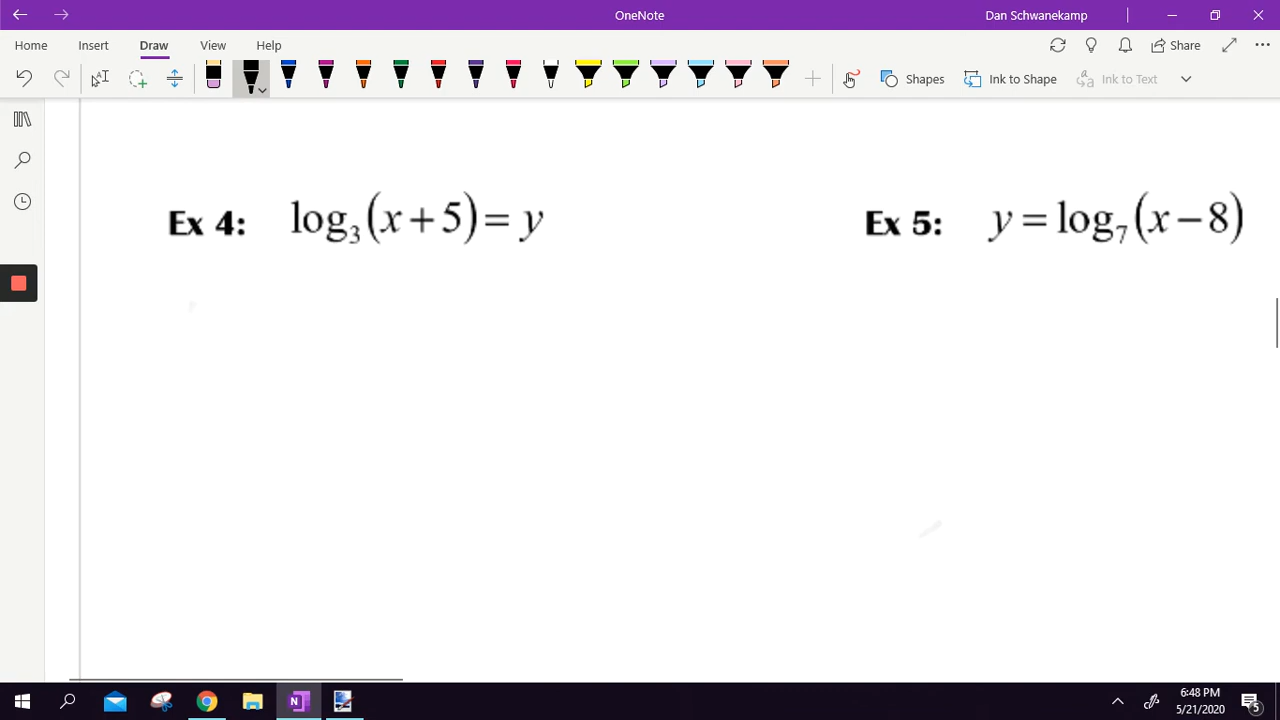 OneNote
Dan Schwanekamp
Home Insert Draw View Help
Share
Shapes Ink to Shape Ink to Text
Ex 4: log₃(x+5)=y
Ex 5: y=log₇(x−8)
6:48 PM
5/21/2020
5